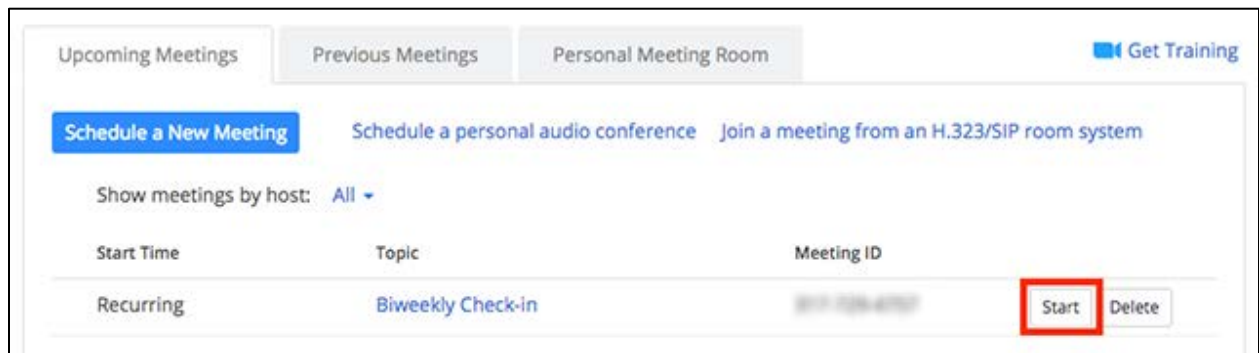 Upcoming Meetings Previous Meetings Personal Meeting Room Get Training
Schedule a New Meeting Schedule a personal audio conference Join a meeting from an H.323/SIP room system
Show meetings by host: All
Start Time Topic Meeting ID
Recurring Biweekly Check-in Start Delete